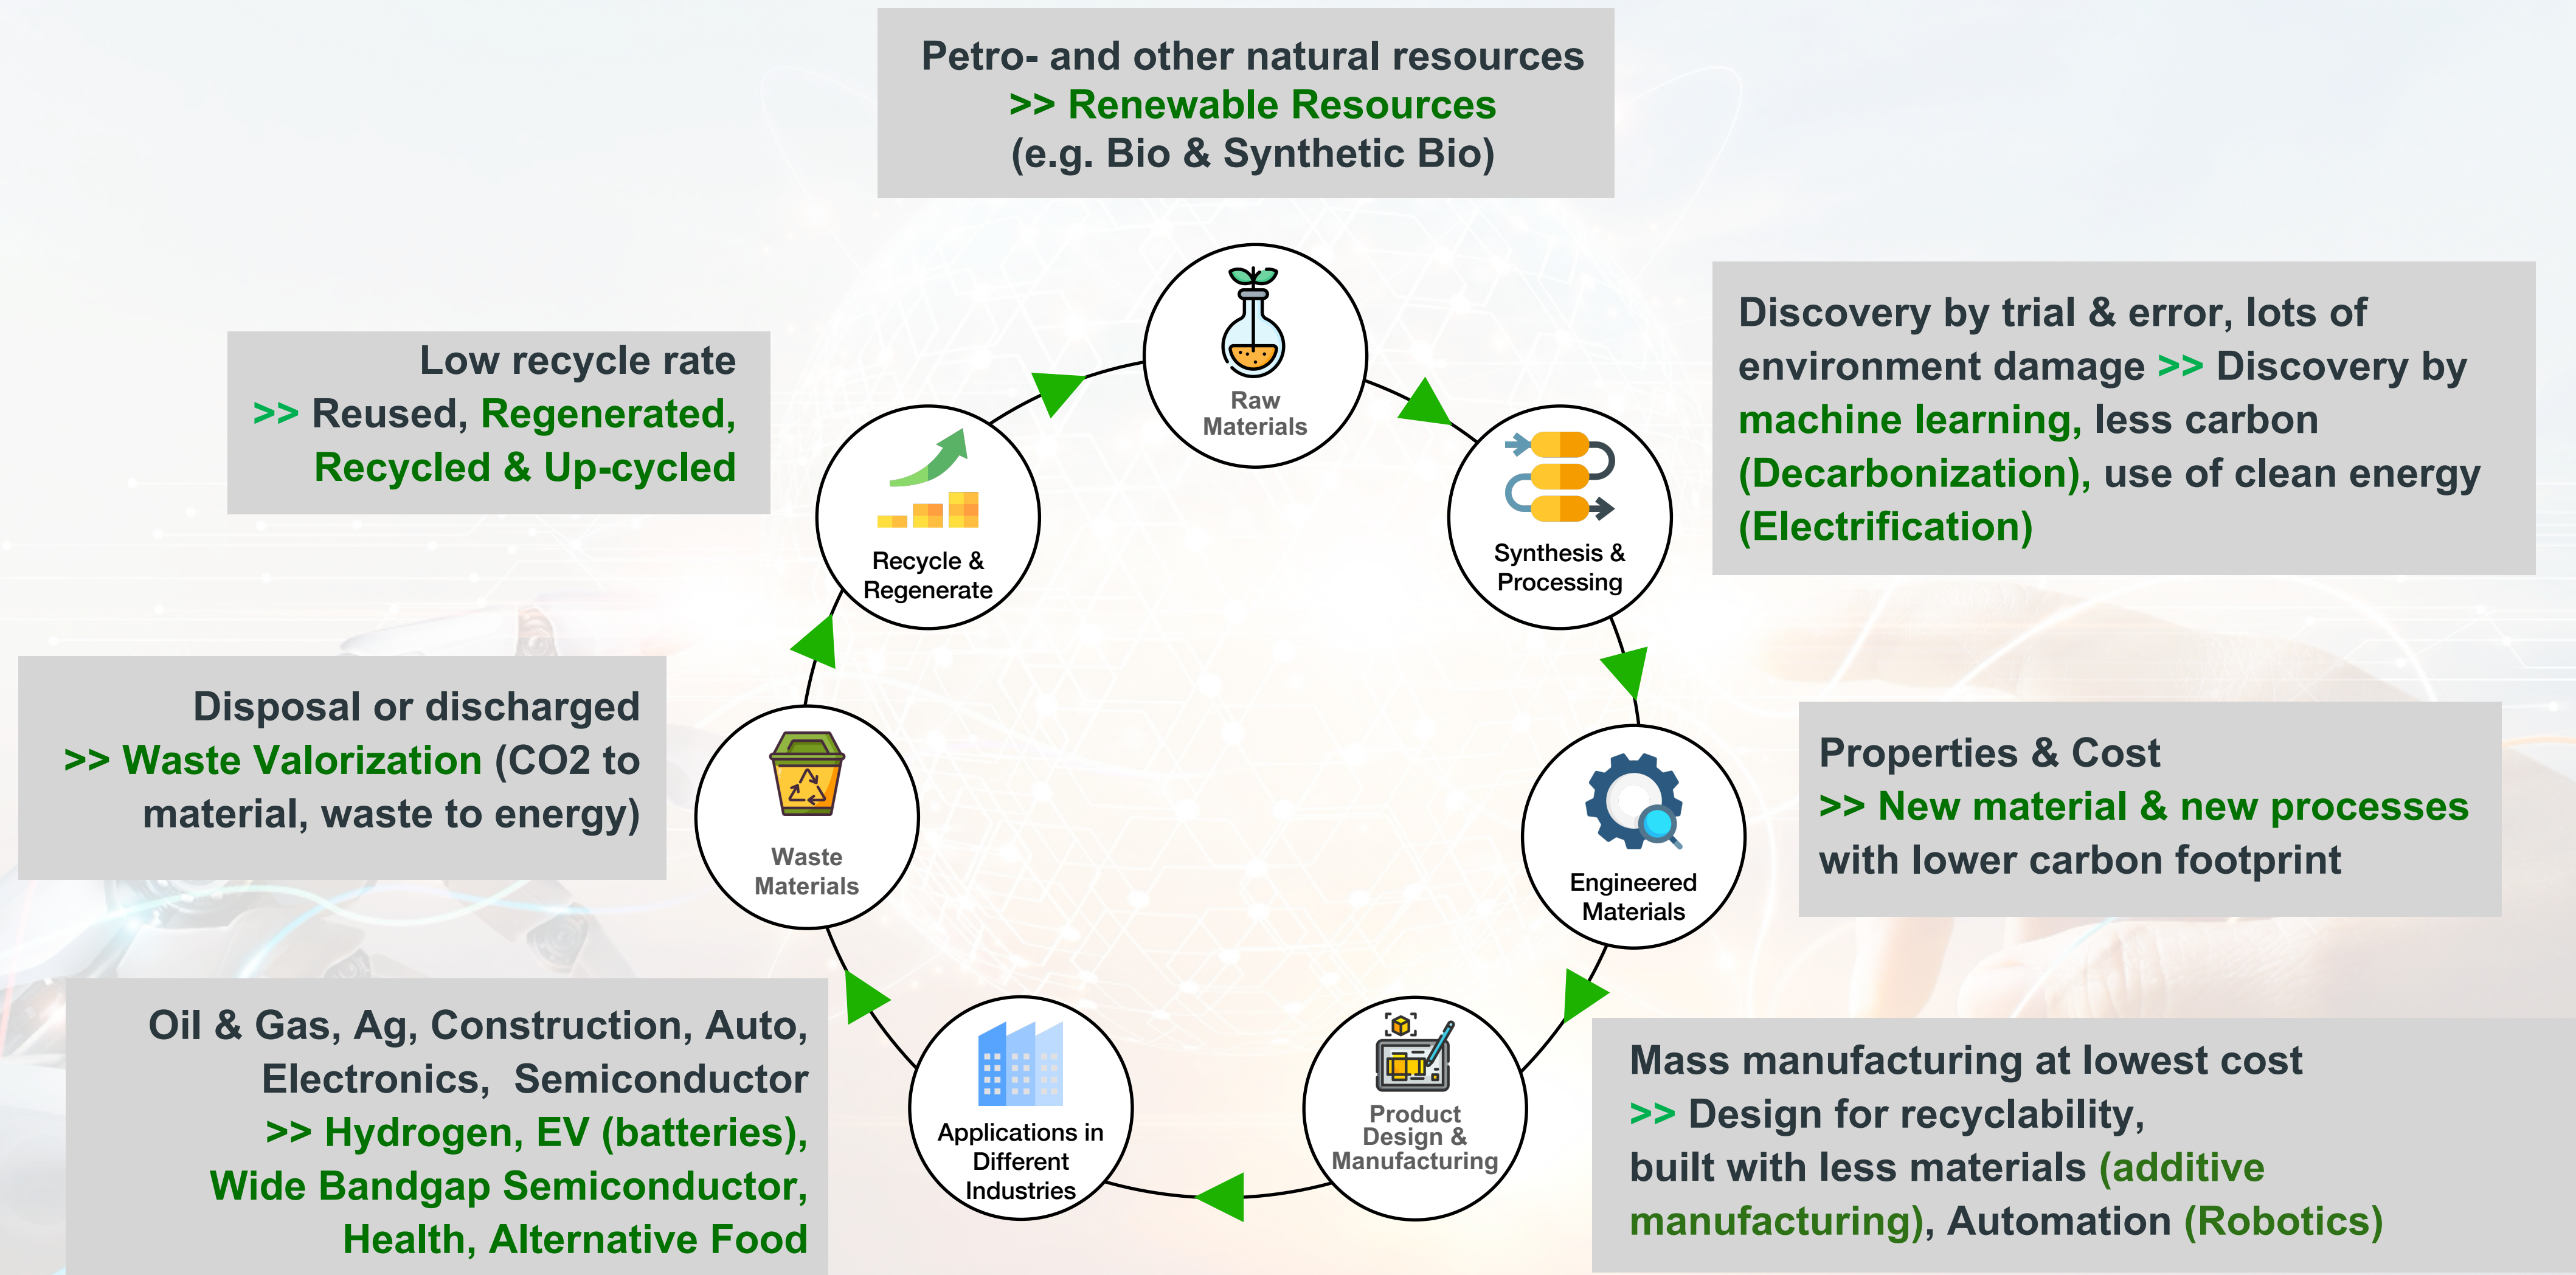 Petro- and other natural resources
>> Renewable Resources
(e.g. Bio & Synthetic Bio)
Raw
Materials
Discovery by trial & error, lots of
environment damage >> Discovery by
machine learning, less carbon
(Decarbonization), use of clean energy
(Electrification)
Synthesis &
Processing
Properties & Cost
>> New material & new processes
with lower carbon footprint
Engineered
Materials
Mass manufacturing at lowest cost
>> Design for recyclability,
built with less materials (additive
manufacturing), Automation (Robotics)
Product
Design &
Manufacturing
Applications in
Different
Industries
Oil & Gas, Ag, Construction, Auto,
Electronics, Semiconductor
>> Hydrogen, EV (batteries),
Wide Bandgap Semiconductor,
Health, Alternative Food
Waste
Materials
Disposal or discharged
>> Waste Valorization (CO2 to
material, waste to energy)
Recycle &
Regenerate
Low recycle rate
>> Reused, Regenerated,
Recycled & Up-cycled